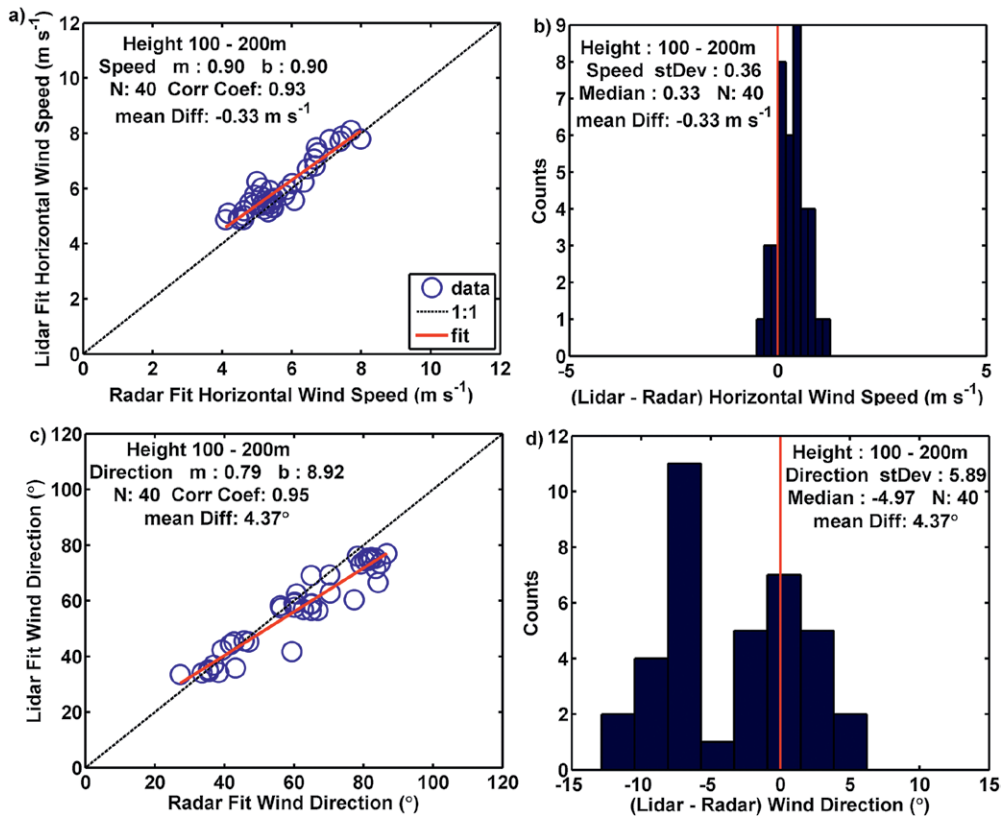 a)
12
10
8
6
4
2
0
Lidar Fit Horizontal Wind Speed (m s⁻¹)
Height 100 - 200m
Speed m : 0.90 b : 0.90
N: 40 Corr Coef: 0.93
mean Diff: -0.33 m s⁻¹
data
1:1
fit
0 2 4 6 8 10 12
Radar Fit Horizontal Wind Speed (m s⁻¹)
b)
9
8
7
6
5
4
3
2
1
0
Counts
Height : 100 - 200m
Speed stDev : 0.36
Median : 0.33 N: 40
mean Diff: -0.33 m s⁻¹
-5 0 5
(Lidar - Radar) Horizontal Wind Speed (m s⁻¹)
c)
120
100
80
60
40
20
0
Lidar Fit Wind Direction (°)
Height 100 - 200m
Direction m : 0.79 b : 8.92
N: 40 Corr Coef: 0.95
mean Diff: 4.37°
0 20 40 60 80 100 120
Radar Fit Wind Direction (°)
d)
12
10
8
6
4
2
0
Counts
Height : 100 - 200m
Direction stDev : 5.89
Median : -4.97 N: 40
mean Diff: 4.37°
-15 -10 -5 0 5 10 15
(Lidar - Radar) Wind Direction (°)